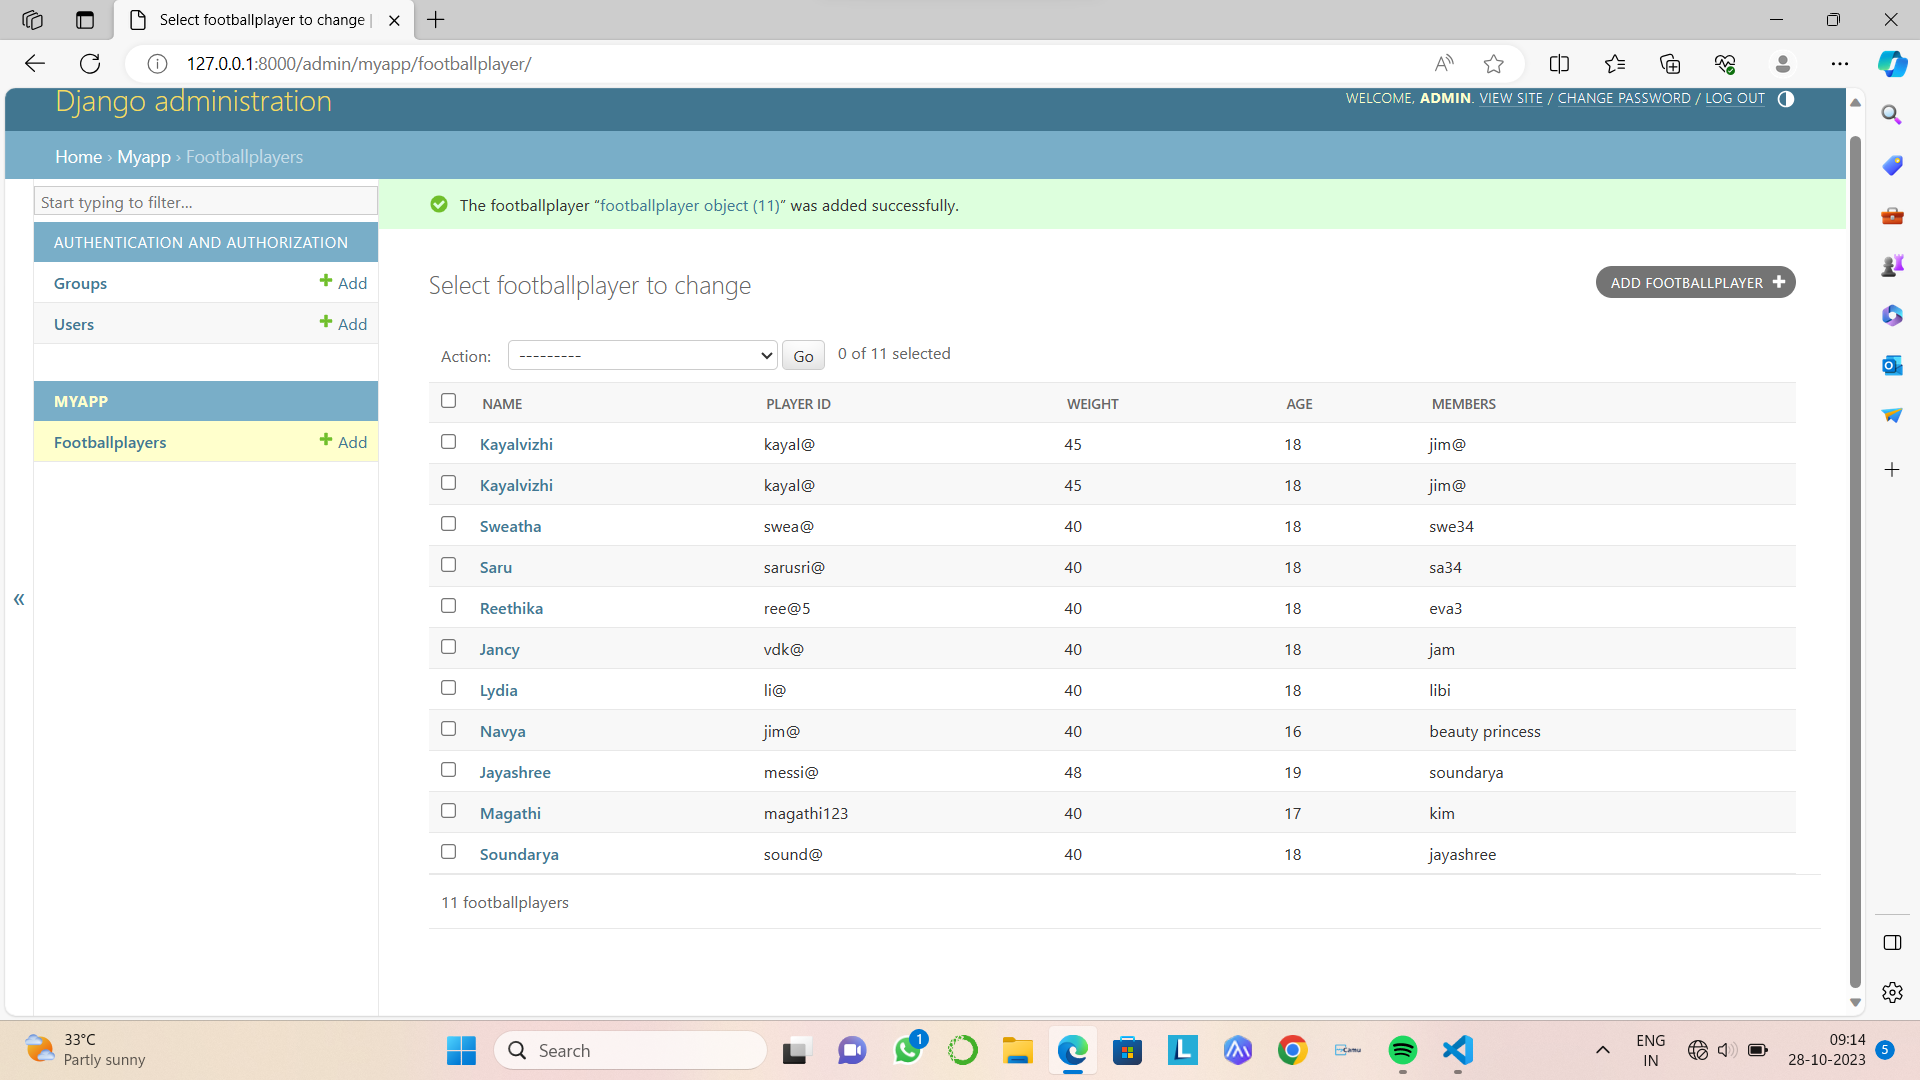 Select footballplayer to change |
127.0.0.1:8000/admin/myapp/footballplayer/
Django administration
WELCOME, ADMIN. VIEW SITE / CHANGE PASSWORD / LOG OUT
Home › Myapp › Footballplayers
Start typing to filter...
The footballplayer “footballplayer object (11)” was added successfully.
AUTHENTICATION AND AUTHORIZATION
Groups Add
Users Add
MYAPP
Footballplayers Add
«
Select footballplayer to change
ADD FOOTBALLPLAYER +
Action: --------- Go 0 of 11 selected
NAME PLAYER ID WEIGHT AGE MEMBERS
Kayalvizhi kayal@ 45 18 jim@
Kayalvizhi kayal@ 45 18 jim@
Sweatha swea@ 40 18 swe34
Saru sarusri@ 40 18 sa34
Reethika ree@5 40 18 eva3
Jancy vdk@ 40 18 jam
Lydia li@ 40 18 libi
Navya jim@ 40 16 beauty princess
Jayashree messi@ 48 19 soundarya
Magathi magathi123 40 17 kim
Soundarya sound@ 40 18 jayashree
11 footballplayers
33°C
Partly sunny
Search
1
L
ENG
IN
09:14
28-10-2023
5